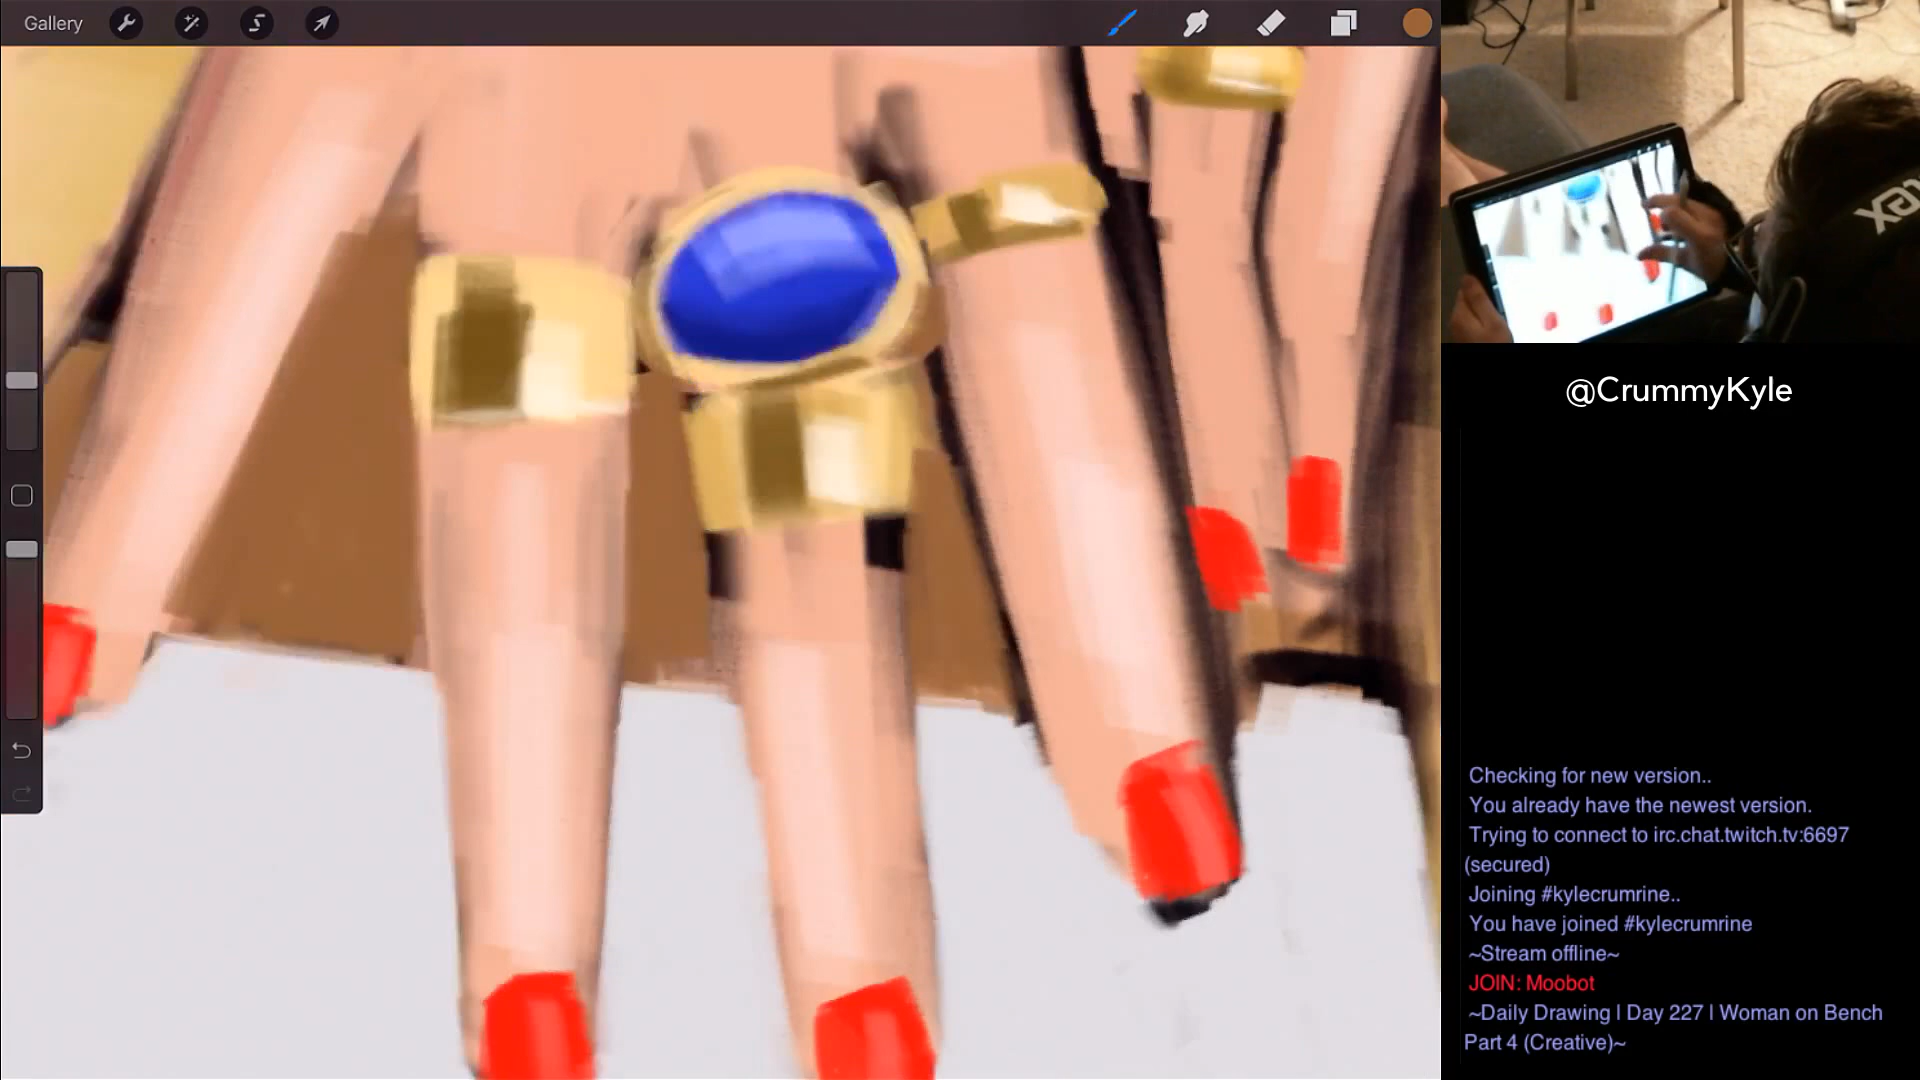 Gallery
@CrummyKyle
Checking for new version..
You already have the newest version.
Trying to connect to irc.chat.twitch.tv:6697
(secured)
Joining #kylecrumrine..
You have joined #kylecrumrine
~Stream offline~
JOIN: Moobot
~Daily Drawing | Day 227 | Woman on Bench
Part 4 (Creative)~